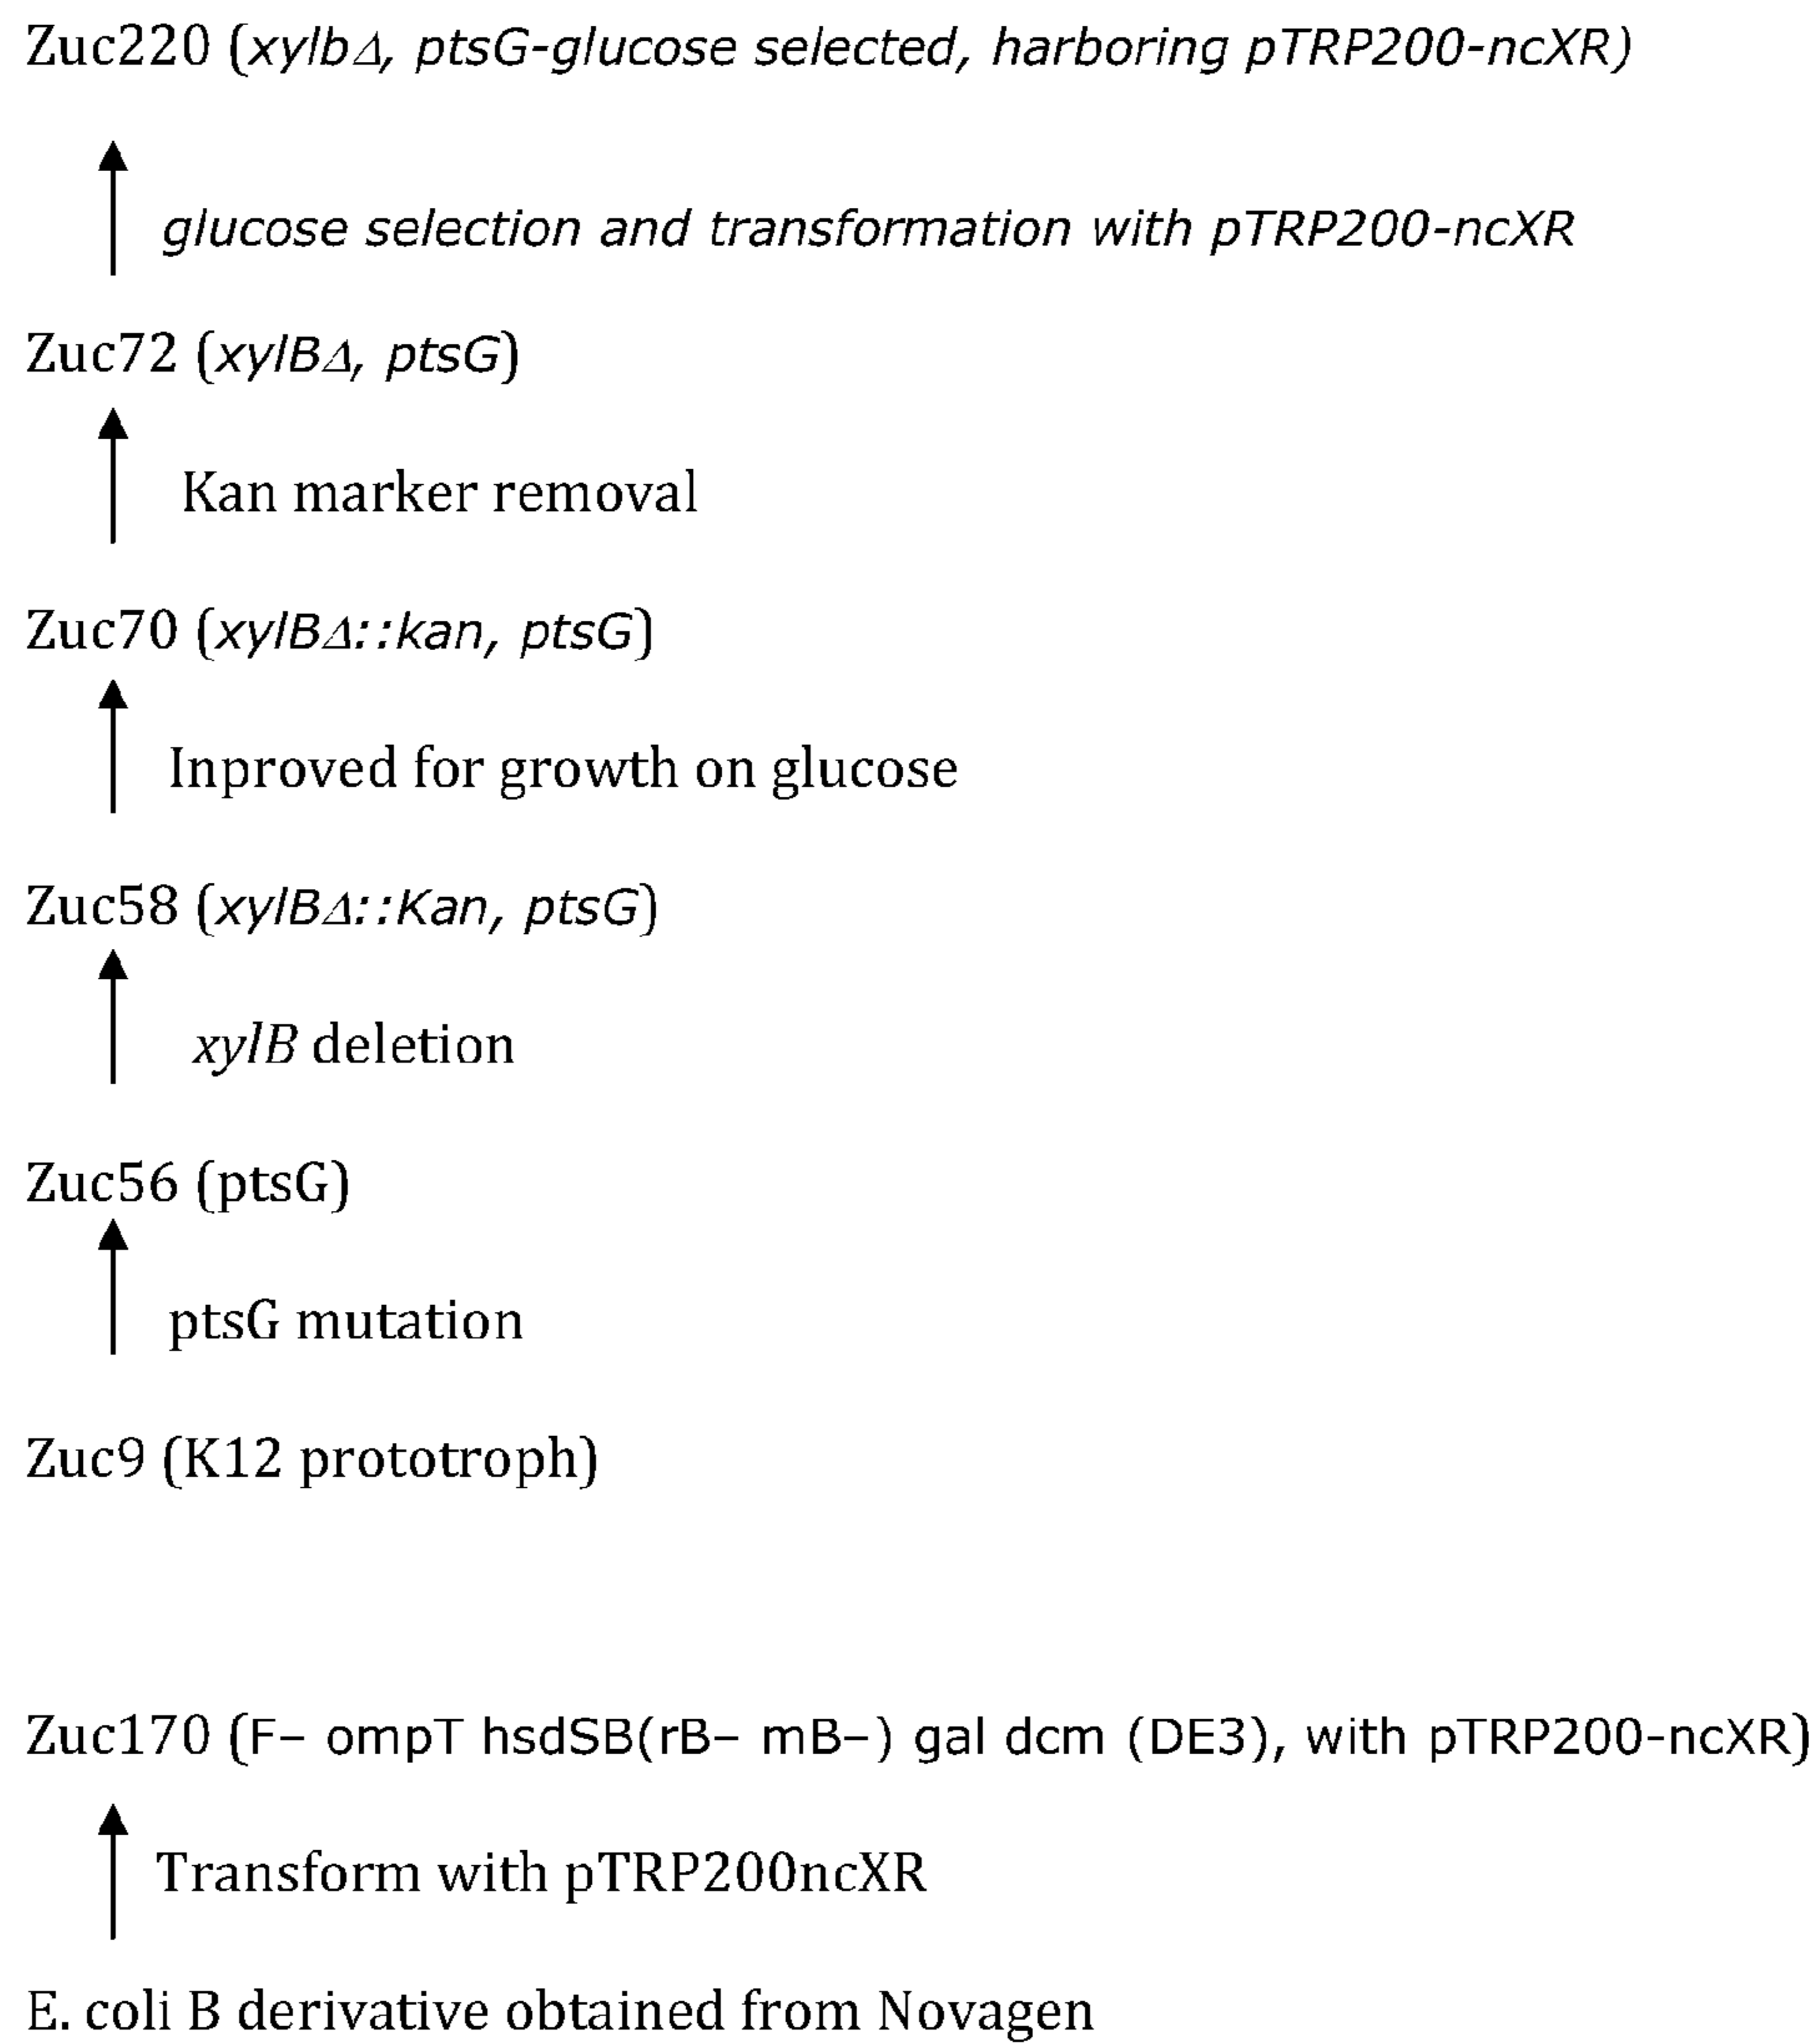 Zuc220 (xylbΔ, ptsG-glucose selected, harboring pTRP200-ncXR)
glucose selection and transformation with pTRP200-ncXR
Zuc72 (xylBΔ, ptsG)
Kan marker removal
Zuc70 (xylBΔ::kan, ptsG)
Inproved for growth on glucose
Zuc58 (xylBΔ::Kan, ptsG)
xylB deletion
Zuc56 (ptsG)
ptsG mutation
Zuc9 (K12 prototroph)
Zuc170 (F– ompT hsdSB(rB– mB–) gal dcm (DE3), with pTRP200-ncXR)
Transform with pTRP200ncXR
E. coli B derivative obtained from Novagen